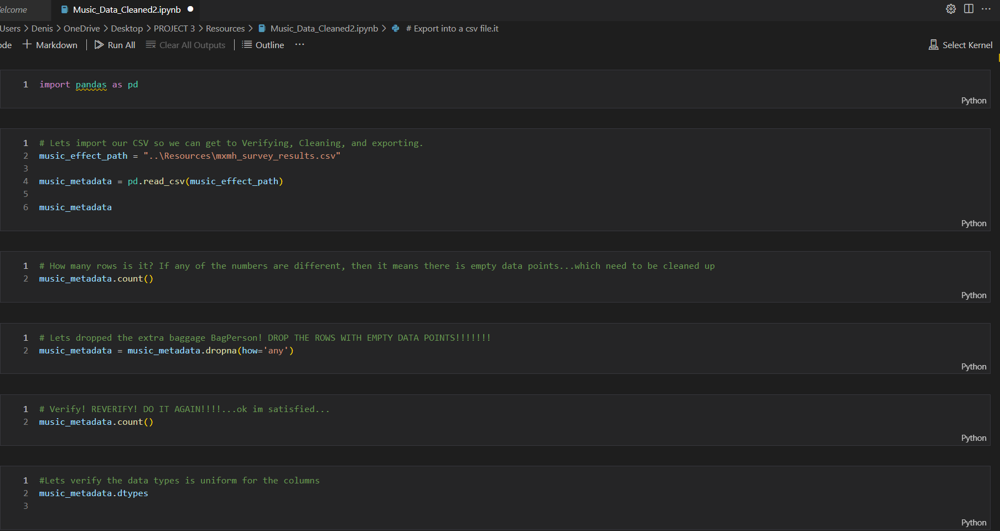 elcome Music_Data_Cleaned2.ipynb
Users > Denis > OneDrive > Desktop > PROJECT 3 > Resources > Music_Data_Cleaned2.ipynb > # Export into a csv file.it
ode + Markdown Run All Clear All Outputs Outline ... Select Kernel
1 import pandas as pd
Python
1 # Lets import our CSV so we can get to Verifying, Cleaning, and exporting.
2 music_effect_path = "..\Resources\mxmh_survey_results.csv"
3
4 music_metadata = pd.read_csv(music_effect_path)
5
6 music_metadata
Python
1 # How many rows is it? If any of the numbers are different, then it means there is empty data points...which need to be cleaned up
2 music_metadata.count()
Python
1 # Lets dropped the extra baggage BagPerson! DROP THE ROWS WITH EMPTY DATA POINTS!!!!!!!
2 music_metadata = music_metadata.dropna(how='any')
Python
1 # Verify! REVERIFY! DO IT AGAIN!!!!...ok im satisfied...
2 music_metadata.count()
Python
1 #Lets verify the data types is uniform for the columns
2 music_metadata.dtypes
3
Python